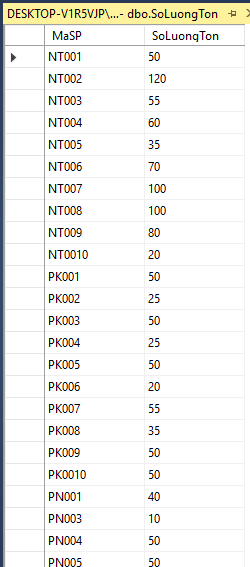 DESKTOP-V1R5VJP\...- dbo.SoLuongTon
MaSP SoLuongTon
NT001 50
NT002 120
NT003 55
NT004 60
NT005 35
NT006 70
NT007 100
NT008 100
NT009 80
NT0010 20
PK001 50
PK002 25
PK003 50
PK004 25
PK005 50
PK006 20
PK007 55
PK008 35
PK009 50
PK0010 50
PN001 40
PN003 10
PN004 50
PN005 50